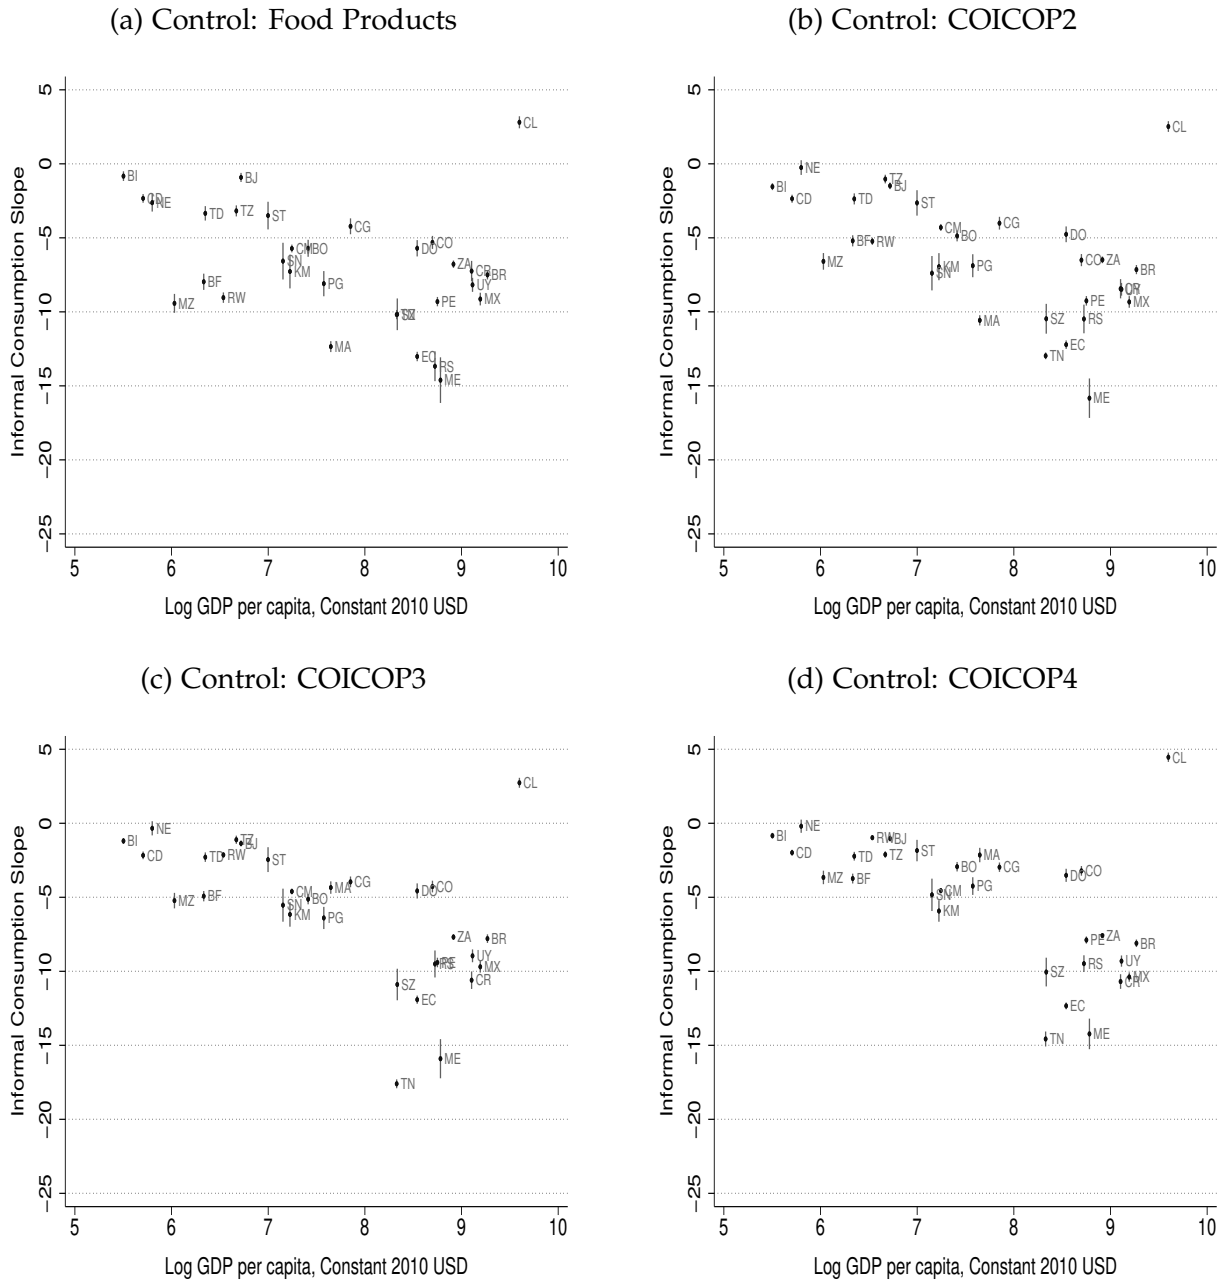 (a) Control: Food Products
(b) Control: COICOP2
Informal Consumption Slope
5
0
−5
−10
−15
−20
−25
CL
BI
BJ
CD
NE
TD
TZ
ST
CG
CM
BO
DO
CO
SN
KM
ZA
CR
BR
BF
PG
UY
MZ
RW
PE
MX
SZ
MA
EC
RS
ME
5
6
7
8
9
10
Log GDP per capita, Constant 2010 USD
Informal Consumption Slope
5
0
−5
−10
−15
−20
−25
CL
NE
TZ
BI
BJ
CD
TD
ST
CG
CM
BO
DO
BF
RW
MZ
CO
ZA
KM
PG
SN
BR
CR
UY
PE
MX
MA
SZ
RS
EC
TN
ME
5
6
7
8
9
10
Log GDP per capita, Constant 2010 USD
(c) Control: COICOP3
(d) Control: COICOP4
Informal Consumption Slope
5
0
−5
−10
−15
−20
−25
CL
NE
BI
TZ
BJ
CD
TD
RW
ST
CG
MA
CO
DO
CM
BO
MZ
BF
SN
KM
PG
ZA
BR
UY
RS
PE
MX
CR
SZ
EC
ME
TN
5
6
7
8
9
10
Log GDP per capita, Constant 2010 USD
Informal Consumption Slope
5
0
−5
−10
−15
−20
−25
CL
NE
BI
RW
BJ
CD
TD
TZ
ST
MA
BO
CG
CO
DO
MZ
BF
PG
CM
SN
KM
ZA
PE
BR
UY
RS
SZ
MX
CR
EC
ME
TN
5
6
7
8
9
10
Log GDP per capita, Constant 2010 USD